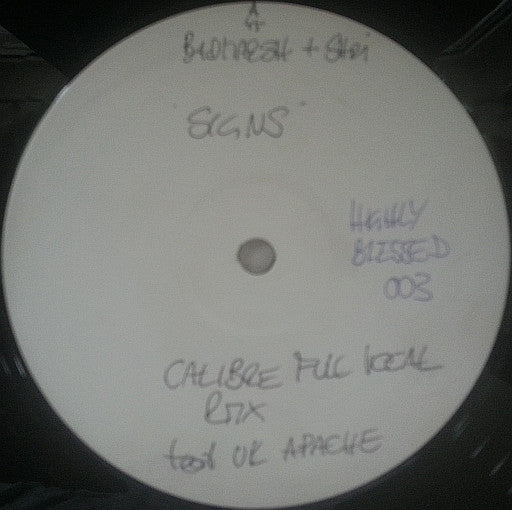 A
BADMARSH + SHRI
"SIGNS"
HIGHLY
BLESSED
003
CALIBRE FULL VOCAL
RMX
feat UK APACHE